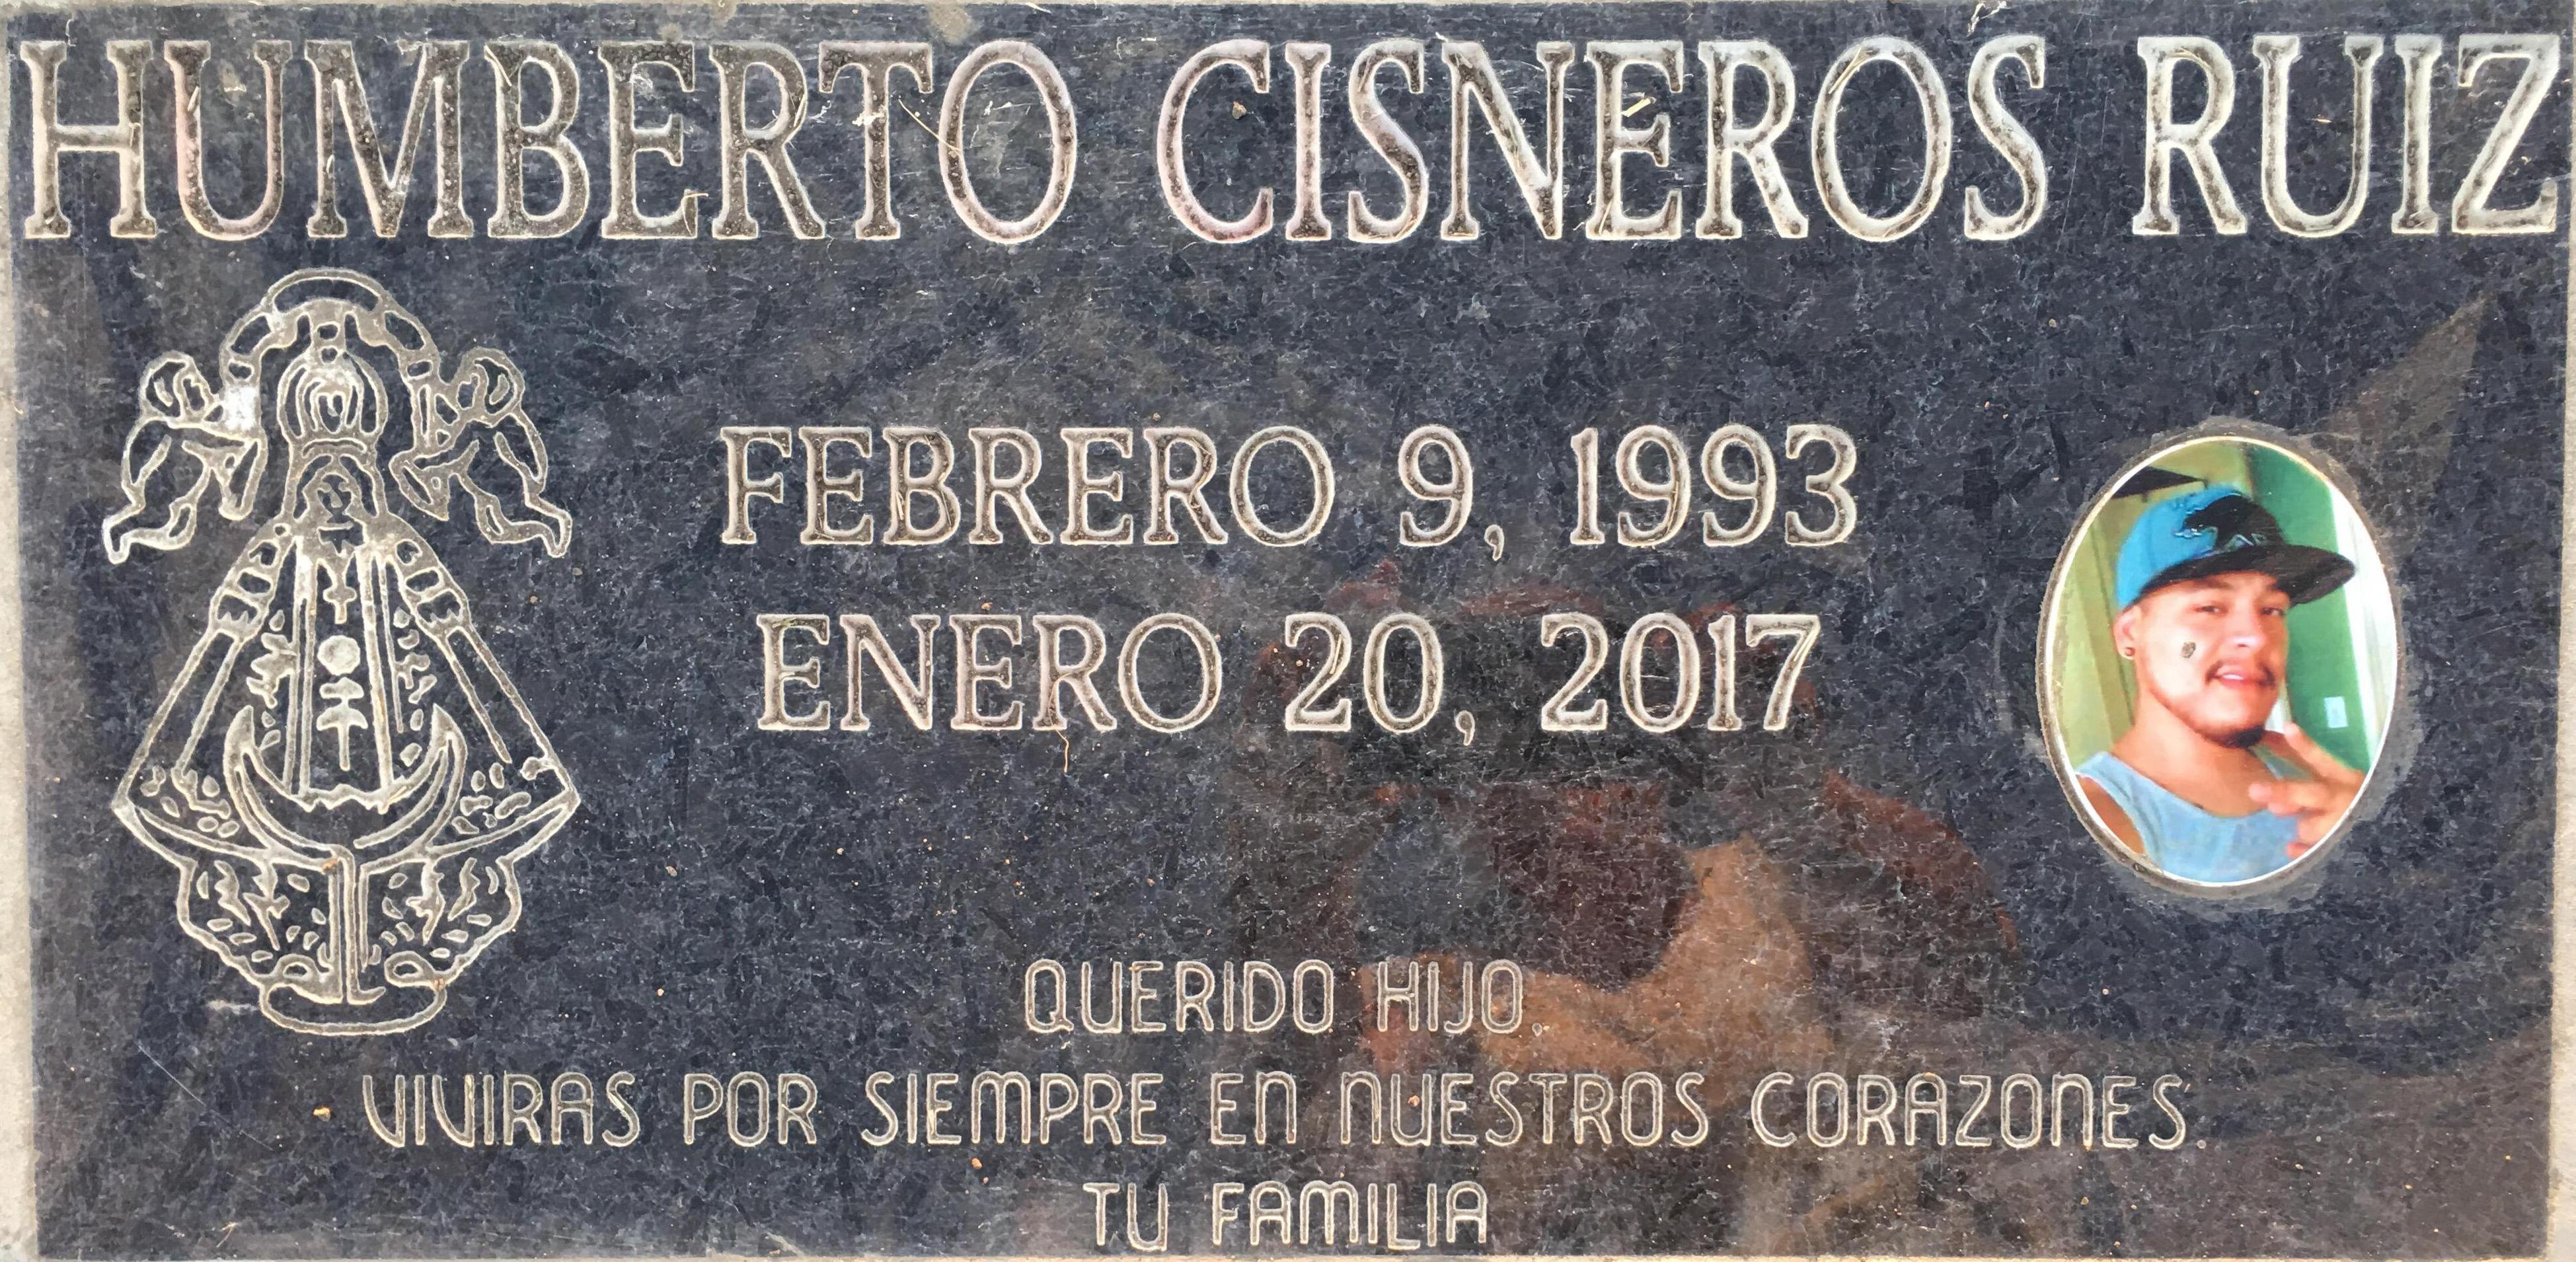 HUMBERTO CISNEROS RUIZ
FEBRERO 9, 1993
ENERO 20, 2017
QUERIDO HIJO,
VIVIRAS POR SIEMPRE EN NUESTROS CORAZONES.
TU FAMILIA